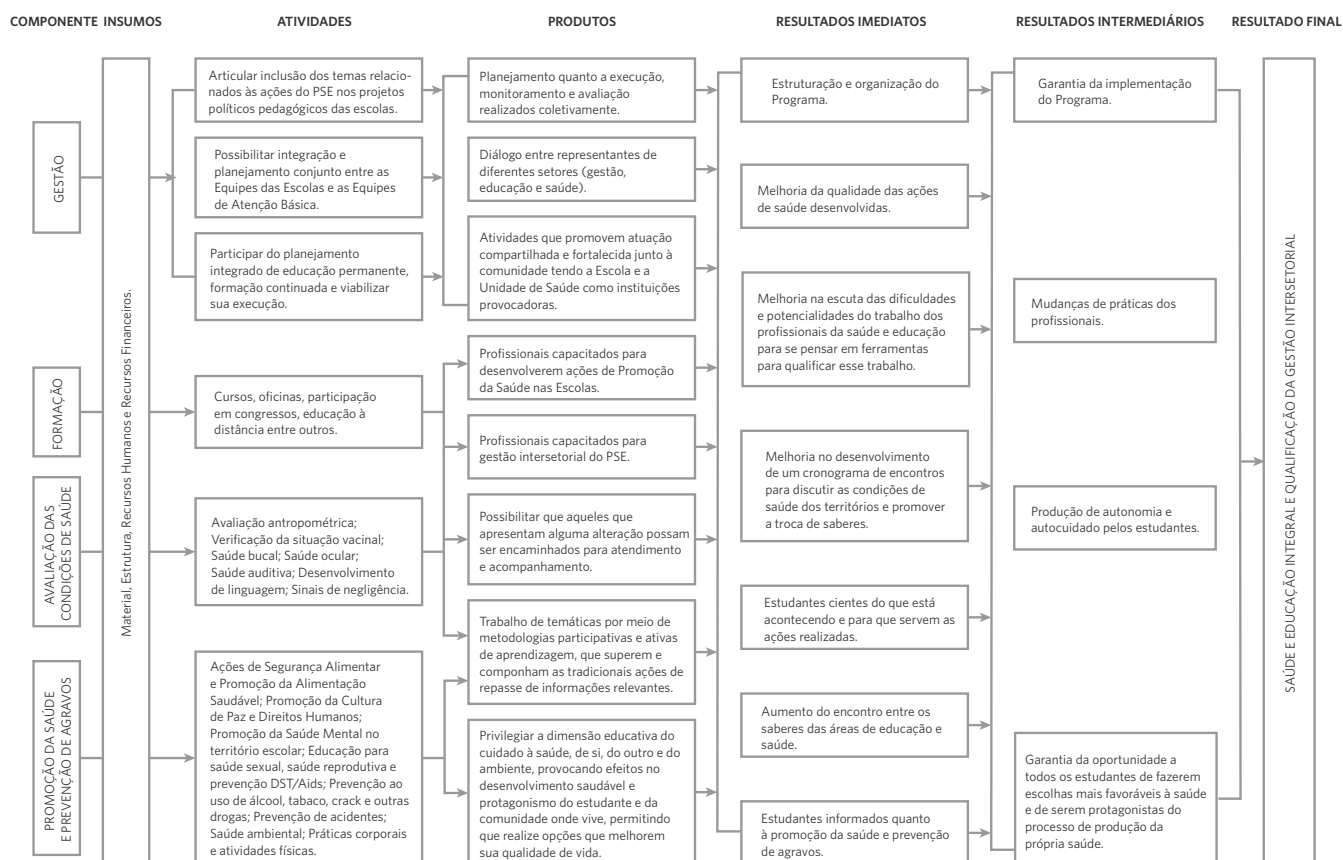 COMPONENTE INSUMOS ATIVIDADES PRODUTOS RESULTADOS IMEDIATOS RESULTADOS INTERMEDIÁRIOS RESULTADO FINAL
GESTÃO
FORMAÇÃO
AVALIAÇÃO DAS
CONDIÇÕES DE SAÚDE
PROMOÇÃO DA SAÚDE
E PREVENÇÃO DE AGRAVOS
Material, Estrutura, Recursos Humanos e Recursos Financeiros.
Articular inclusão dos temas relacio-
nados às ações do PSE nos projetos
políticos pedagógicos das escolas.
Possibilitar integração e
planejamento conjunto entre as
Equipes das Escolas e as Equipes
de Atenção Básica.
Participar do planejamento
integrado de educação permanente,
formação continuada e viabilizar
sua execução.
Cursos, oficinas, participação
em congressos, educação à
distância entre outros.
Avaliação antropométrica;
Verificação da situação vacinal;
Saúde bucal; Saúde ocular;
Saúde auditiva; Desenvolvimento
de linguagem; Sinais de negligência.
Ações de Segurança Alimentar
e Promoção da Alimentação
Saudável; Promoção da Cultura
de Paz e Direitos Humanos;
Promoção da Saúde Mental no
território escolar; Educação para
saúde sexual, saúde reprodutiva e
prevenção DST/Aids; Prevenção ao
uso de álcool, tabaco, crack e outras
drogas; Prevenção de acidentes;
Saúde ambiental; Práticas corporais
e atividades físicas.
Planejamento quanto a execução,
monitoramento e avaliação
realizados coletivamente.
Diálogo entre representantes de
diferentes setores (gestão,
educação e saúde).
Atividades que promovem atuação
compartilhada e fortalecida junto à
comunidade tendo a Escola e a
Unidade de Saúde como instituições
provocadoras.
Profissionais capacitados para
desenvolverem ações de Promoção
da Saúde nas Escolas.
Profissionais capacitados para
gestão intersetorial do PSE.
Possibilitar que aqueles que
apresentam alguma alteração possam
ser encaminhados para atendimento
e acompanhamento.
Trabalho de temáticas por meio de
metodologias participativas e ativas
de aprendizagem, que superem e
componham as tradicionais ações de
repasse de informações relevantes.
Privilegiar a dimensão educativa do
cuidado à saúde, de si, do outro e do
ambiente, provocando efeitos no
desenvolvimento saudável e
protagonismo do estudante e da
comunidade onde vive, permitindo
que realize opções que melhorem
sua qualidade de vida.
Estruturação e organização do
Programa.
Melhoria da qualidade das ações
de saúde desenvolvidas.
Melhoria na escuta das dificuldades
e potencialidades do trabalho dos
profissionais da saúde e educação
para se pensar em ferramentas
para qualificar esse trabalho.
Melhoria no desenvolvimento
de um cronograma de encontros
para discutir as condições de
saúde dos territórios e promover
a troca de saberes.
Estudantes cientes do que está
acontecendo e para que servem as
ações realizadas.
Aumento do encontro entre os
saberes das áreas de educação e
saúde.
Estudantes informados quanto
à promoção da saúde e prevenção
de agravos.
Garantia da implementação
do Programa.
Mudanças de práticas dos
profissionais.
Produção de autonomia e
autocuidado pelos estudantes.
Garantia da oportunidade a
todos os estudantes de fazerem
escolhas mais favoráveis à saúde
e de serem protagonistas do
processo de produção da
própria saúde.
SAÚDE E EDUCAÇÃO INTEGRAL E QUALIFICAÇÃO DA GESTÃO INTERSETORIAL